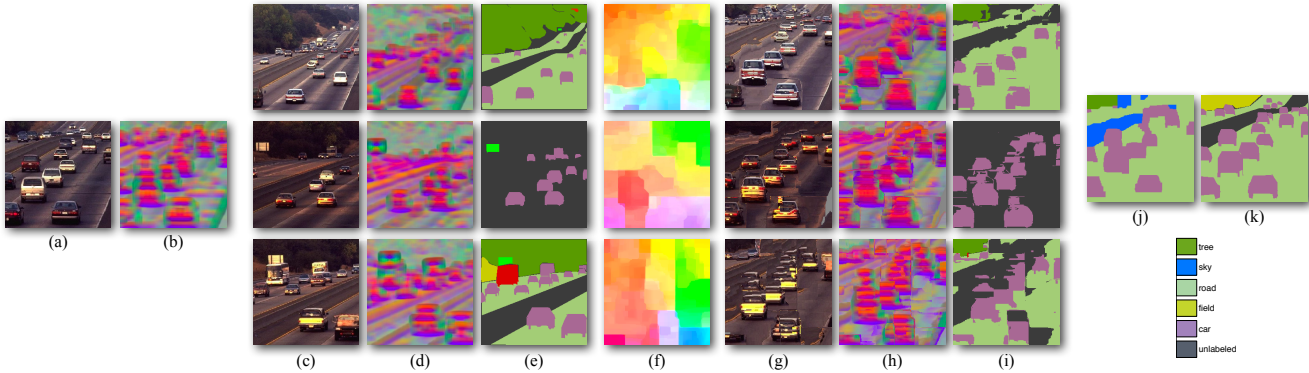 (a)
(b)
(c)
(d)
(e)
(f)
(g)
(h)
(i)
(j)
(k)
tree
sky
road
field
car
unlabeled